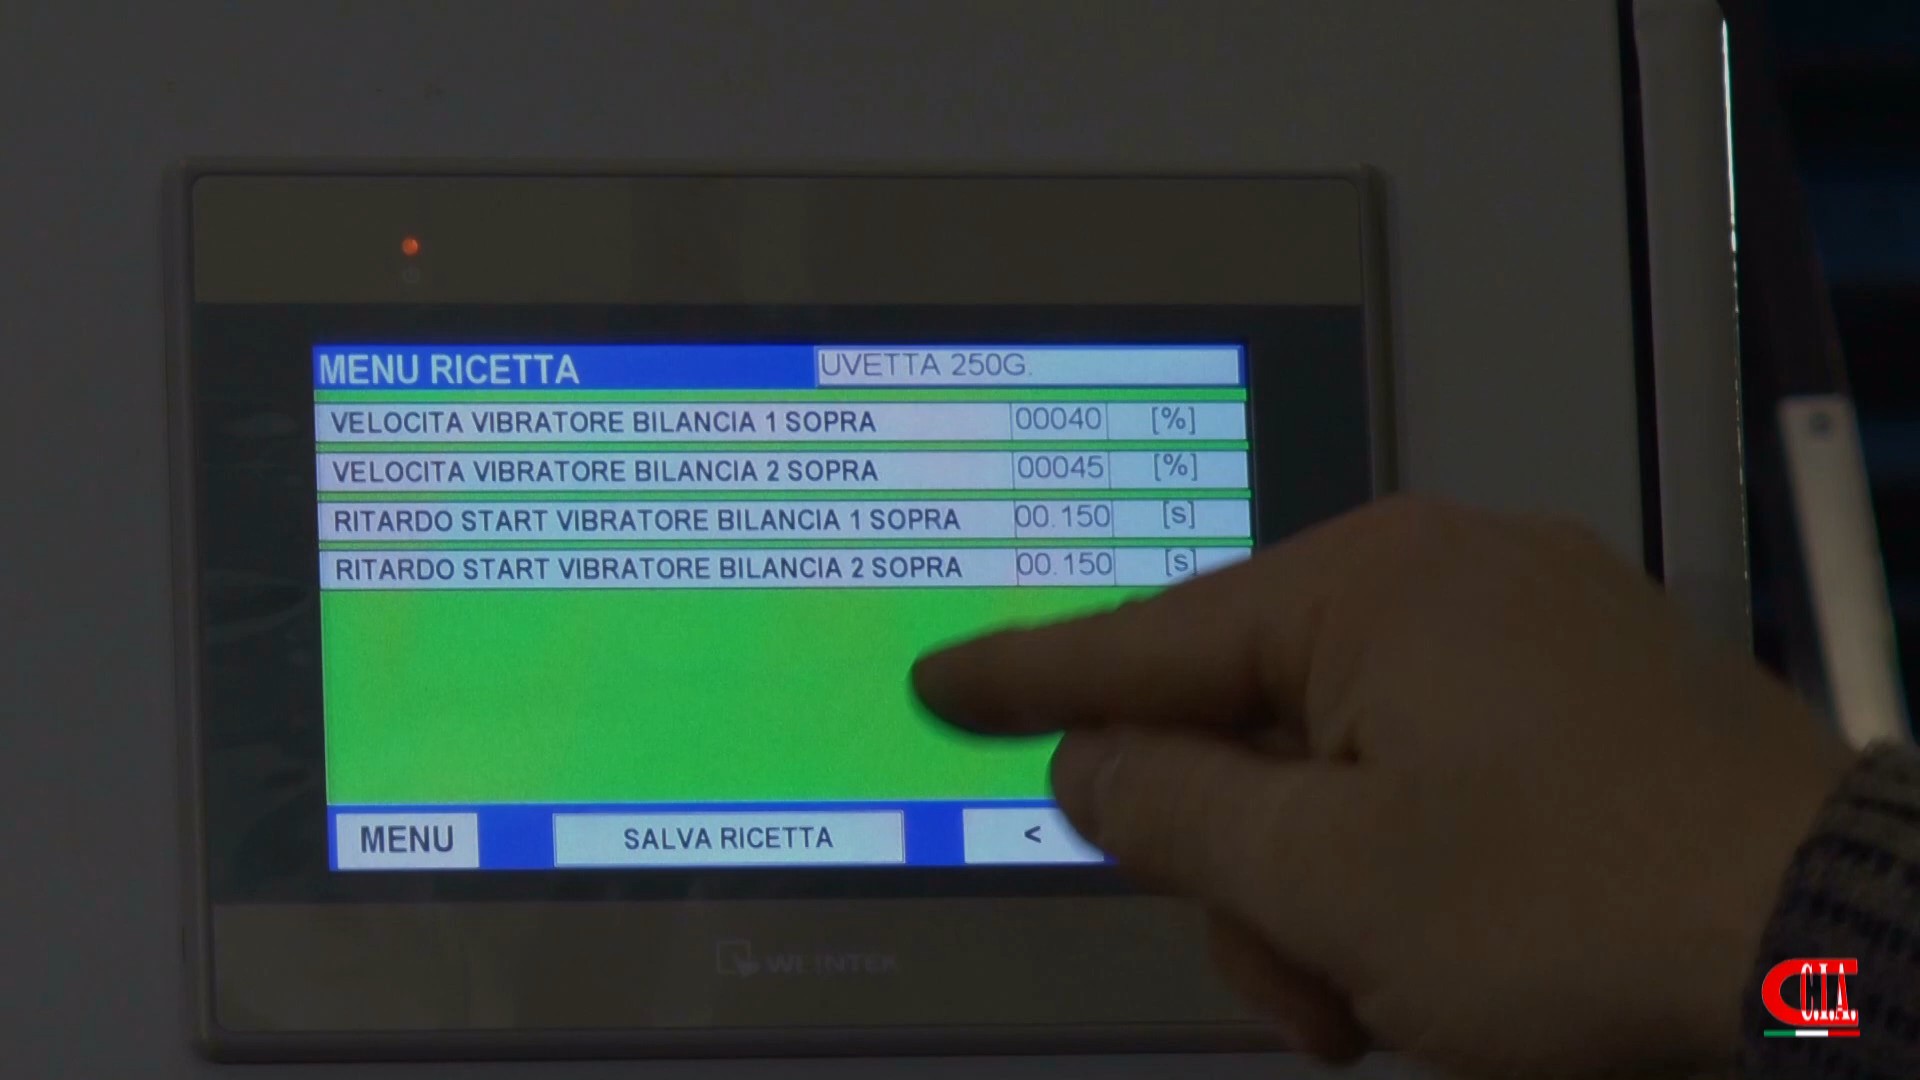 MENU RICETTA UVETTA 250G.
VELOCITA VIBRATORE BILANCIA 1 SOPRA 00040 [%]
VELOCITA VIBRATORE BILANCIA 2 SOPRA 00045 [%]
RITARDO START VIBRATORE BILANCIA 1 SOPRA 00.150 [s]
RITARDO START VIBRATORE BILANCIA 2 SOPRA 00.150 [s]
MENU SALVA RICETTA <
WEINTEK
C.I.A.